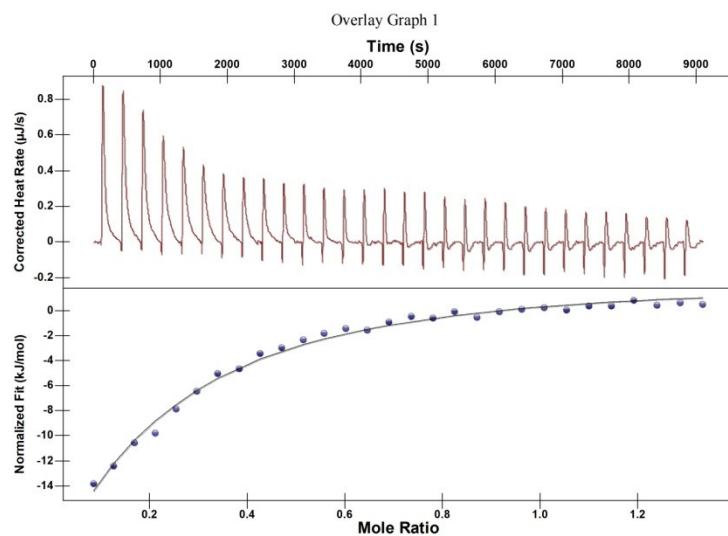 Overlay Graph 1
Time (s)
0 1000 2000 3000 4000 5000 6000 7000 8000 9000
Corrected Heat Rate (µJ/s)
0.8
0.6
0.4
0.2
0
-0.2
Normalized Fit (kJ/mol)
0
-2
-4
-6
-8
-10
-12
-14
0.2 0.4 0.6 0.8 1.0 1.2
Mole Ratio